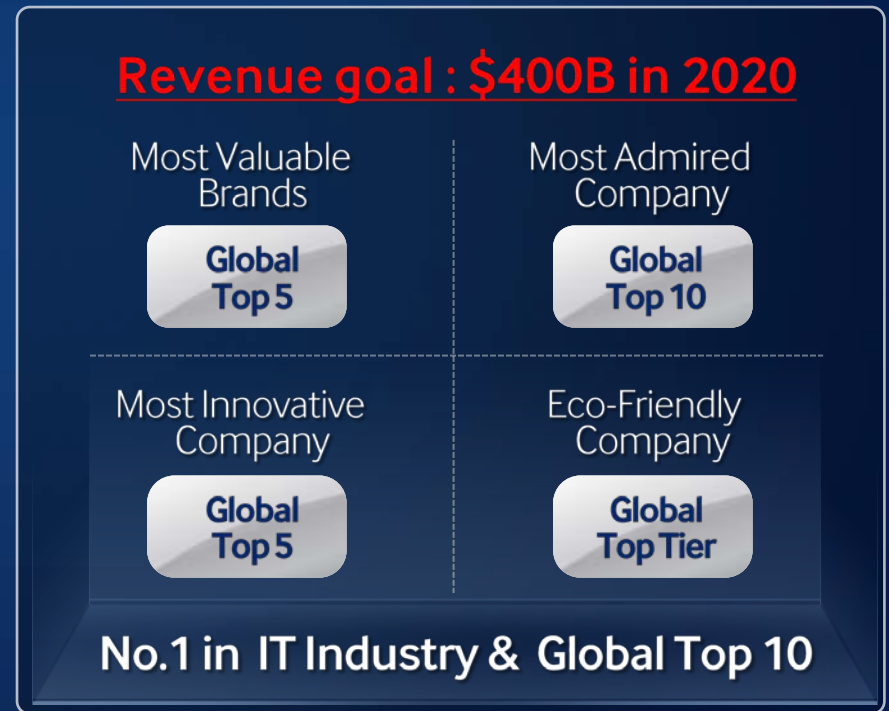 Revenue goal : $400B in 2020
Most Valuable
Brands
Global
Top 5
Most Admired
Company
Global
Top 10
Most Innovative
Company
Global
Top 5
Eco-Friendly
Company
Global
Top Tier
No.1 in IT Industry & Global Top 10